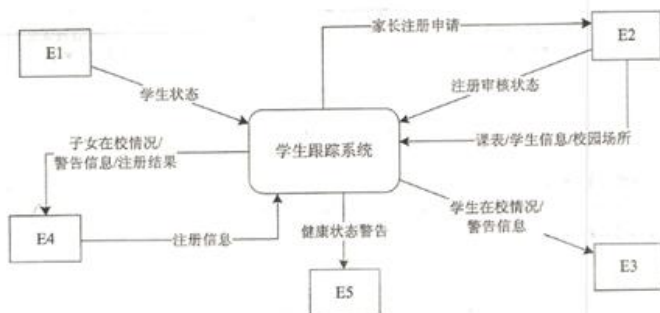 家长注册申请
E1
E2
学生状态
注册审核状态
子女在校情况/
警告信息/注册结果
学生跟踪系统
课表/学生信息/校园场所
学生在校情况/
警告信息
E4
注册信息
健康状态警告
E3
E5